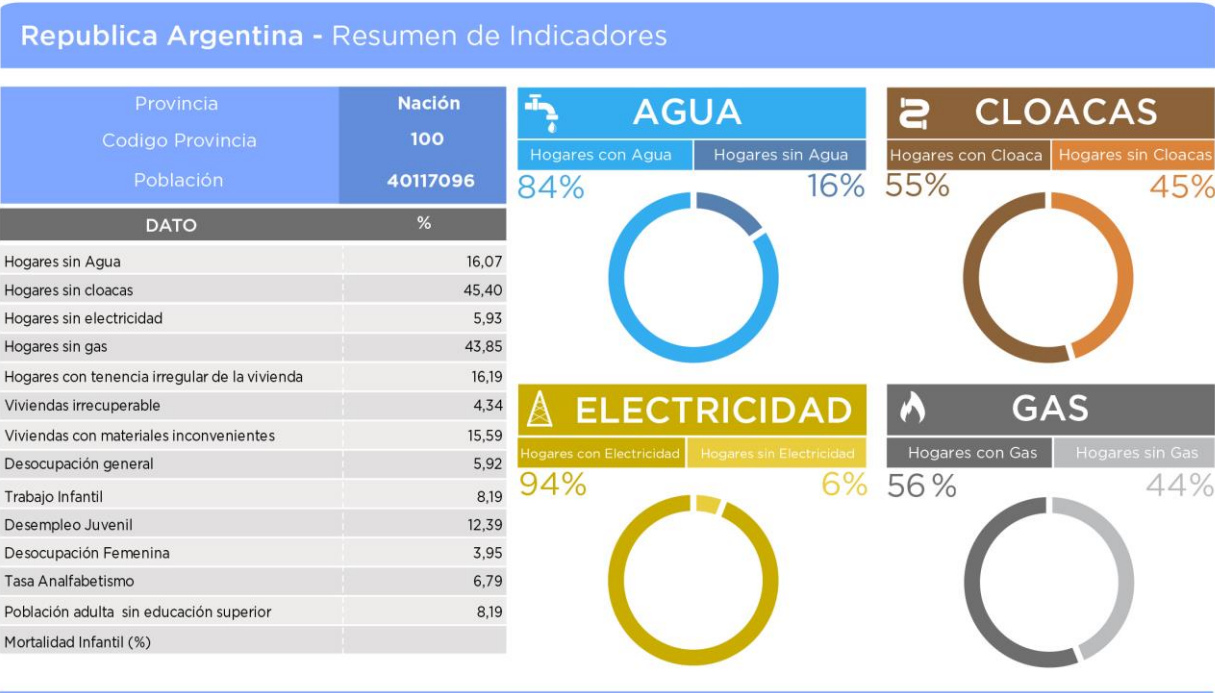 Republica Argentina - Resumen de Indicadores
Provincia Nación
Codigo Provincia 100
Población 40117096
DATO %
Hogares sin Agua 16,07
Hogares sin cloacas 45,40
Hogares sin electricidad 5,93
Hogares sin gas 43,85
Hogares con tenencia irregular de la vivienda 16,19
Viviendas irrecuperable 4,34
Viviendas con materiales inconvenientes 15,59
Desocupación general 5,92
Trabajo Infantil 8,19
Desempleo Juvenil 12,39
Desocupación Femenina 3,95
Tasa Analfabetismo 6,79
Población adulta sin educación superior 8,19
Mortalidad Infantil (%)
AGUA
Hogares con Agua Hogares sin Agua
84% 16%
CLOACAS
Hogares con Cloaca Hogares sin Cloacas
55% 45%
ELECTRICIDAD
Hogares con Electricidad Hogares sin Electricidad
94% 6%
GAS
Hogares con Gas Hogares sin Gas
56 % 44%